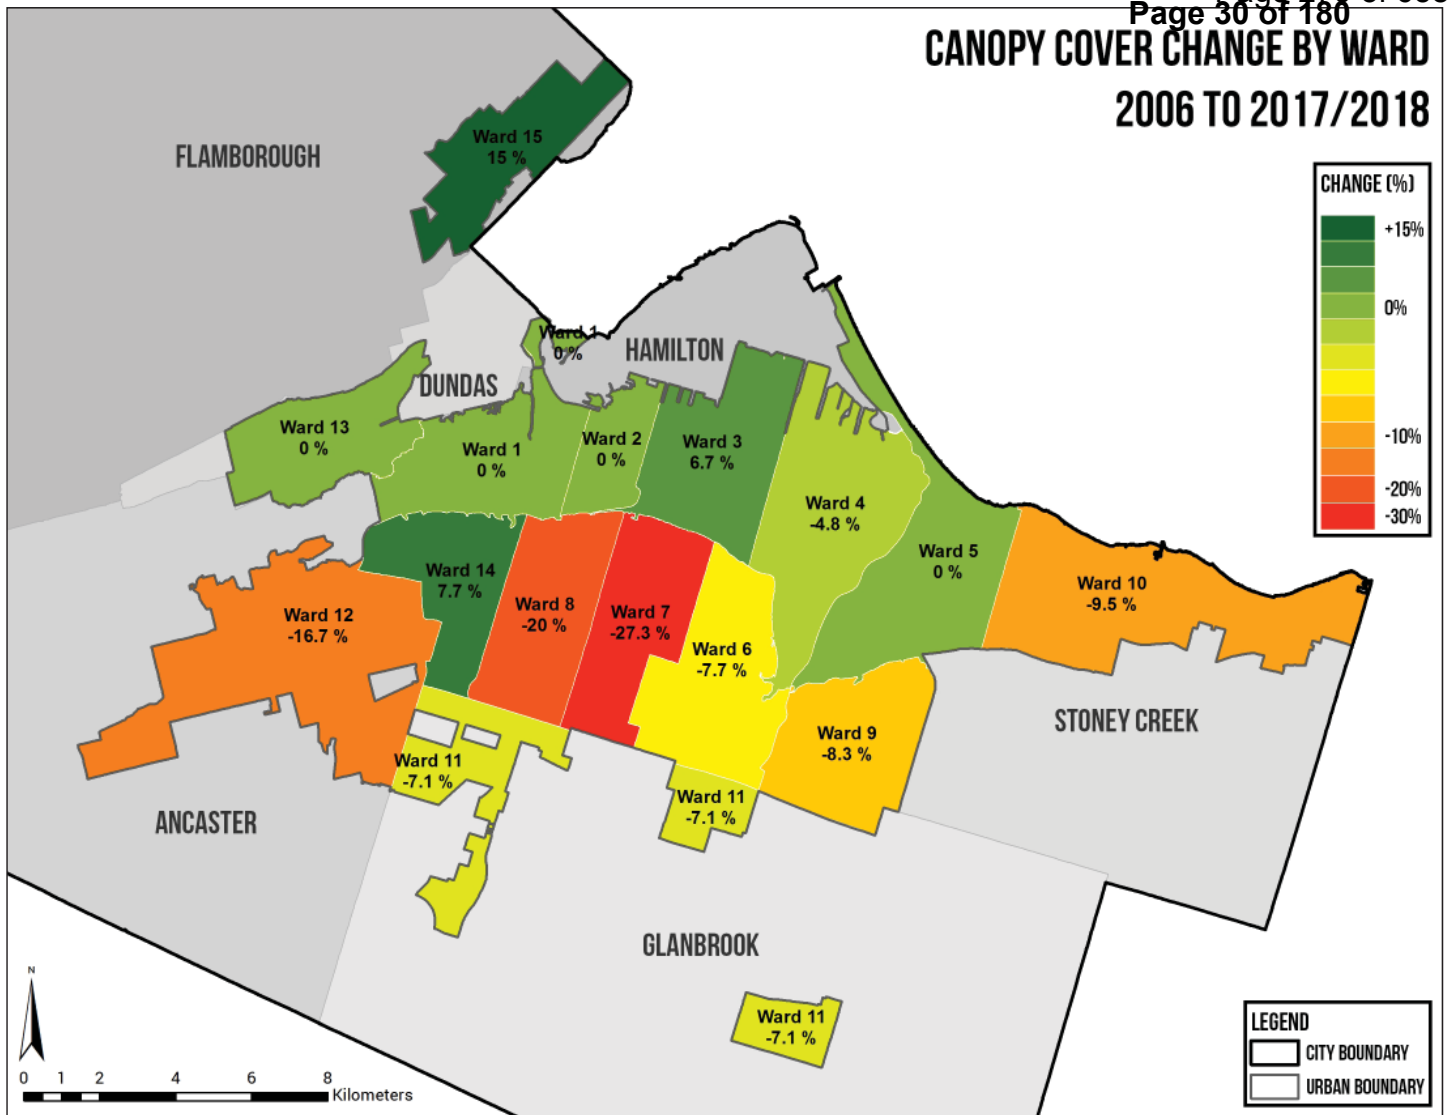 Page 30 of 180
CANOPY COVER CHANGE BY WARD
2006 TO 2017/2018
CHANGE (%)
+15%
0%
-10%
-20%
-30%
FLAMBOROUGH
Ward 15
15 %
Ward 1
0 %
HAMILTON
DUNDAS
Ward 13
0 %
Ward 1
0 %
Ward 2
0 %
Ward 3
6.7 %
Ward 4
-4.8 %
Ward 5
0 %
Ward 10
-9.5 %
Ward 14
7.7 %
Ward 8
-20 %
Ward 7
-27.3 %
Ward 6
-7.7 %
Ward 12
-16.7 %
Ward 9
-8.3 %
STONEY CREEK
Ward 11
-7.1 %
Ward 11
-7.1 %
ANCASTER
GLANBROOK
Ward 11
-7.1 %
N
0 1 2 4 6 8
Kilometers
LEGEND
CITY BOUNDARY
URBAN BOUNDARY